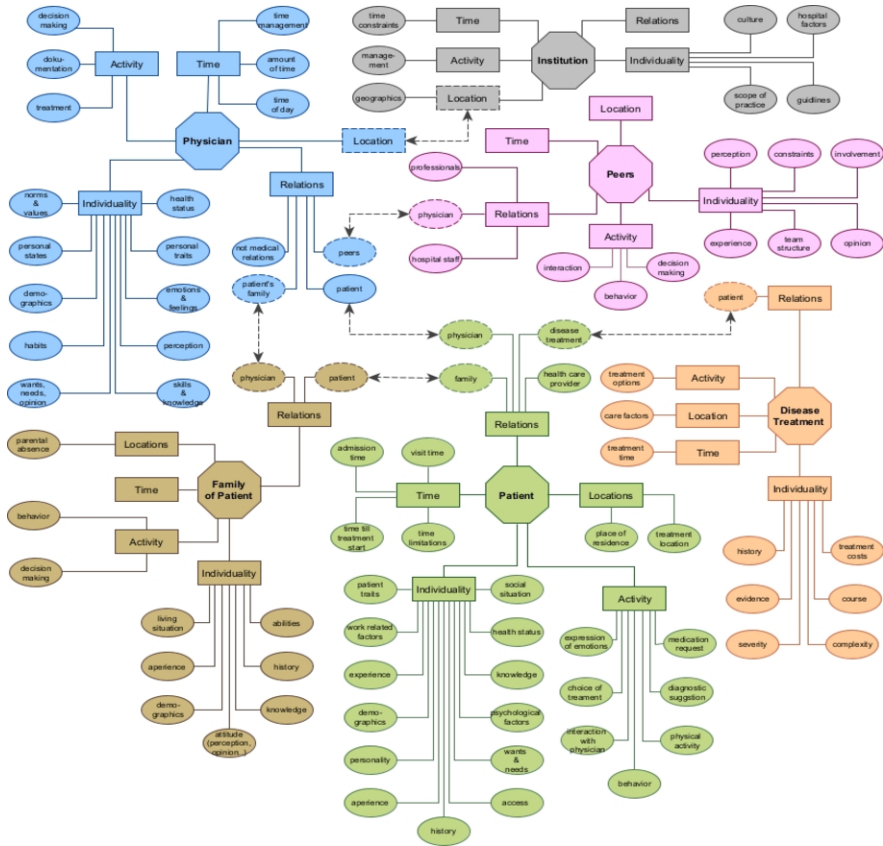 decision
making
time
management
doku-
mentation
Activity
Time
amount
of time
treatment
time
of day
Physician
Location
Individuality
Relations
norms
& values
health
status
personal
states
personal
traits
demo-
graphics
emotions
& feelings
habits
perception
wants,
needs,
opinion
skills &
knowledge
not medical
relations
peers
patient's
family
patient
time
constraints
Time
Relations
culture
hospital
factors
manage-
ment
Activity
Institution
Individuality
geographics
Location
scope of
practice
guidlines
Location
Time
Peers
professionals
physician
Relations
hospital staff
perception
constraints
involvement
Individuality
experience
team
structure
opinion
Activity
interaction
decision
making
behavior
patient
Relations
treatment
options
Activity
care factors
Location
Disease
Treatment
treatment
time
Time
Individuality
history
treatment
costs
evidence
course
severity
complexity
physician
patient
Relations
parental
absence
Locations
Time
Family
of Patient
behavior
Activity
decision
making
Individuality
living
situation
abilities
aperience
history
demo-
graphics
knowledge
attitude
(perception,
opinion,..)
physician
disease
treatment
family
health care
provider
Relations
admission
time
visit time
Time
Patient
Locations
time till
treatment
start
time
limitations
place of
residence
treatment
location
patient
traits
Individuality
social
situation
work related
factors
health status
experience
knowledge
demo-
graphics
psychological
factors
personality
wants
& needs
aperience
access
history
Activity
expression
of emotions
medication
request
choice of
treament
diagnostic
suggstion
interaction with
physician
physical
activity
behavior